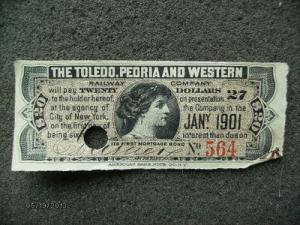 THE TOLEDO, PEORIA AND WESTERN
RAILWAY COMPANY
will pay TWENTY DOLLARS 27
to the holder hereof, on presentation
at the agency of the Company in the
City of New York, JANY. 1901
on the first day of
being six interest then due on
ITS FIRST MORTGAGE BOND
No. 564
AMERICAN BANK NOTE CO. N.Y.
05/19/2013